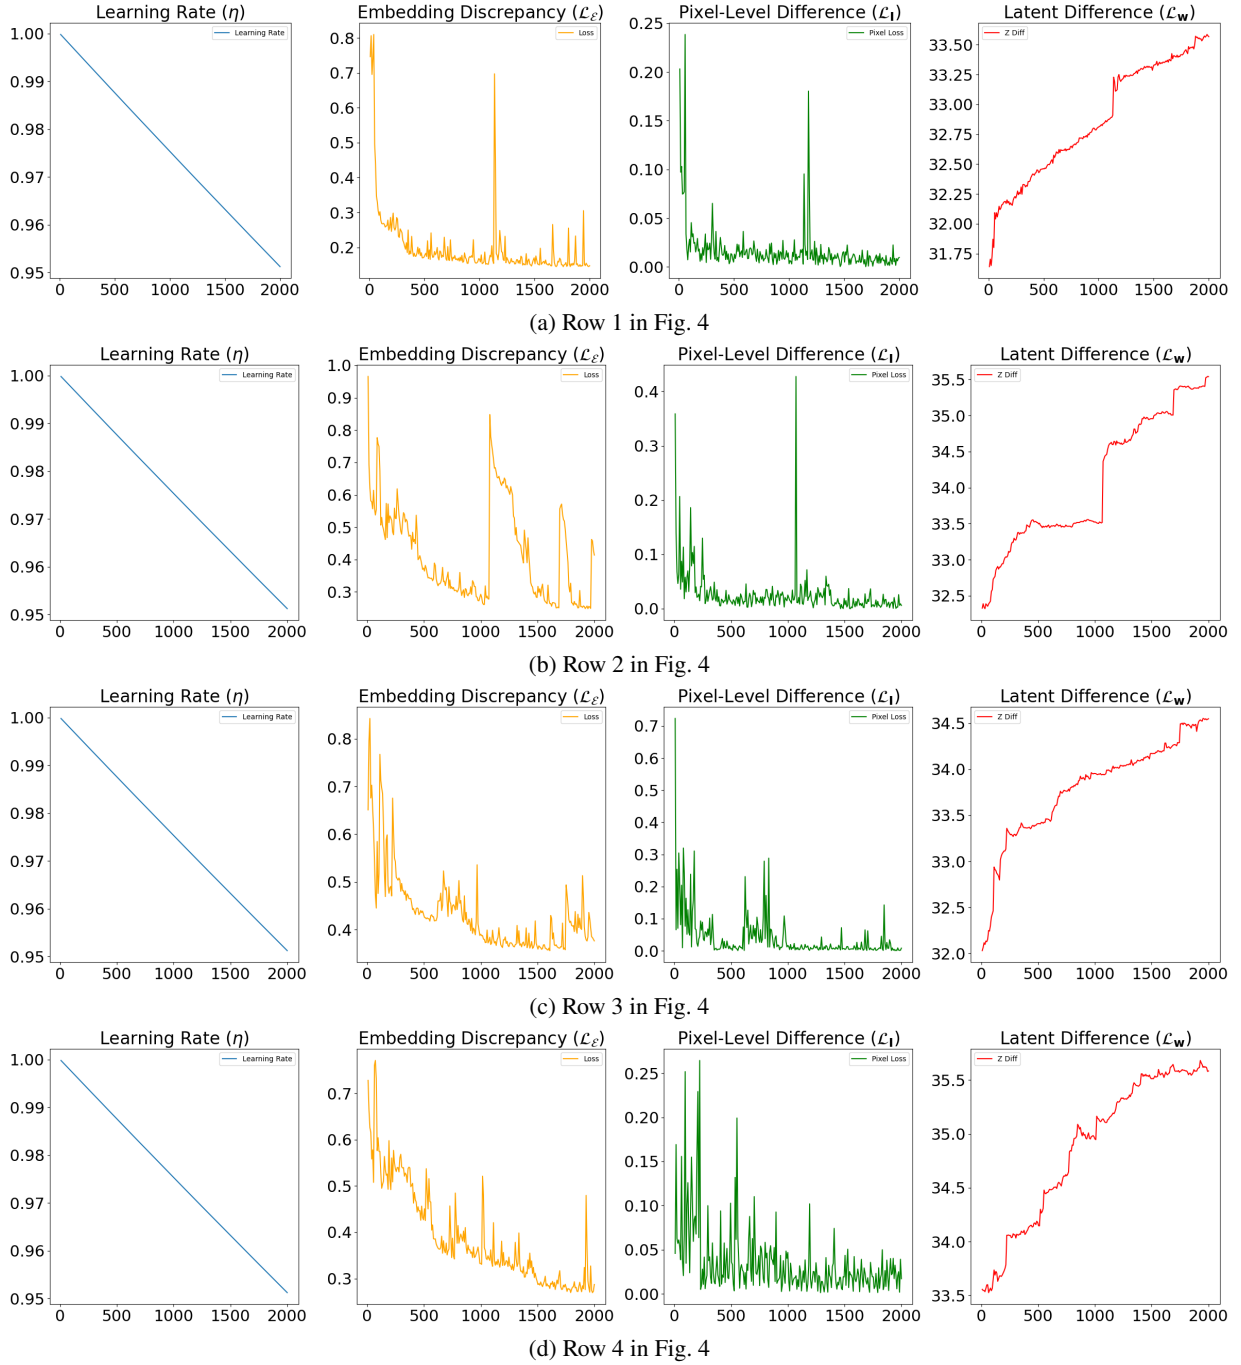 Learning Rate (η) Embedding Discrepancy (ℒ_ℰ) Pixel-Level Difference (ℒ_𝐈) Latent Difference (ℒ_𝐰)
Learning Rate Loss Pixel Loss Z Diff
1.00 0.99 0.98 0.97 0.96 0.95
0 500 1000 1500 2000
0.8 0.7 0.6 0.5 0.4 0.3 0.2
0 500 1000 1500 2000
0.25 0.20 0.15 0.10 0.05 0.00
0 500 1000 1500 2000
33.50 33.25 33.00 32.75 32.50 32.25 32.00 31.75
0 500 1000 1500 2000
(a) Row 1 in Fig. 4
Learning Rate (η) Embedding Discrepancy (ℒ_ℰ) Pixel-Level Difference (ℒ_𝐈) Latent Difference (ℒ_𝐰)
Learning Rate Loss Pixel Loss Z Diff
1.00 0.99 0.98 0.97 0.96 0.95
0 500 1000 1500 2000
1.0 0.9 0.8 0.7 0.6 0.5 0.4 0.3
0 500 1000 1500 2000
0.4 0.3 0.2 0.1 0.0
0 500 1000 1500 2000
35.5 35.0 34.5 34.0 33.5 33.0 32.5
0 500 1000 1500 2000
(b) Row 2 in Fig. 4
Learning Rate (η) Embedding Discrepancy (ℒ_ℰ) Pixel-Level Difference (ℒ_𝐈) Latent Difference (ℒ_𝐰)
Learning Rate Loss Pixel Loss Z Diff
1.00 0.99 0.98 0.97 0.96 0.95
0 500 1000 1500 2000
0.8 0.7 0.6 0.5 0.4
0 500 1000 1500 2000
0.7 0.6 0.5 0.4 0.3 0.2 0.1 0.0
0 500 1000 1500 2000
34.5 34.0 33.5 33.0 32.5 32.0
0 500 1000 1500 2000
(c) Row 3 in Fig. 4
Learning Rate (η) Embedding Discrepancy (ℒ_ℰ) Pixel-Level Difference (ℒ_𝐈) Latent Difference (ℒ_𝐰)
Learning Rate Loss Pixel Loss Z Diff
1.00 0.99 0.98 0.97 0.96 0.95
0 500 1000 1500 2000
0.7 0.6 0.5 0.4 0.3
0 500 1000 1500 2000
0.25 0.20 0.15 0.10 0.05 0.00
0 500 1000 1500 2000
35.5 35.0 34.5 34.0 33.5
0 500 1000 1500 2000
(d) Row 4 in Fig. 4